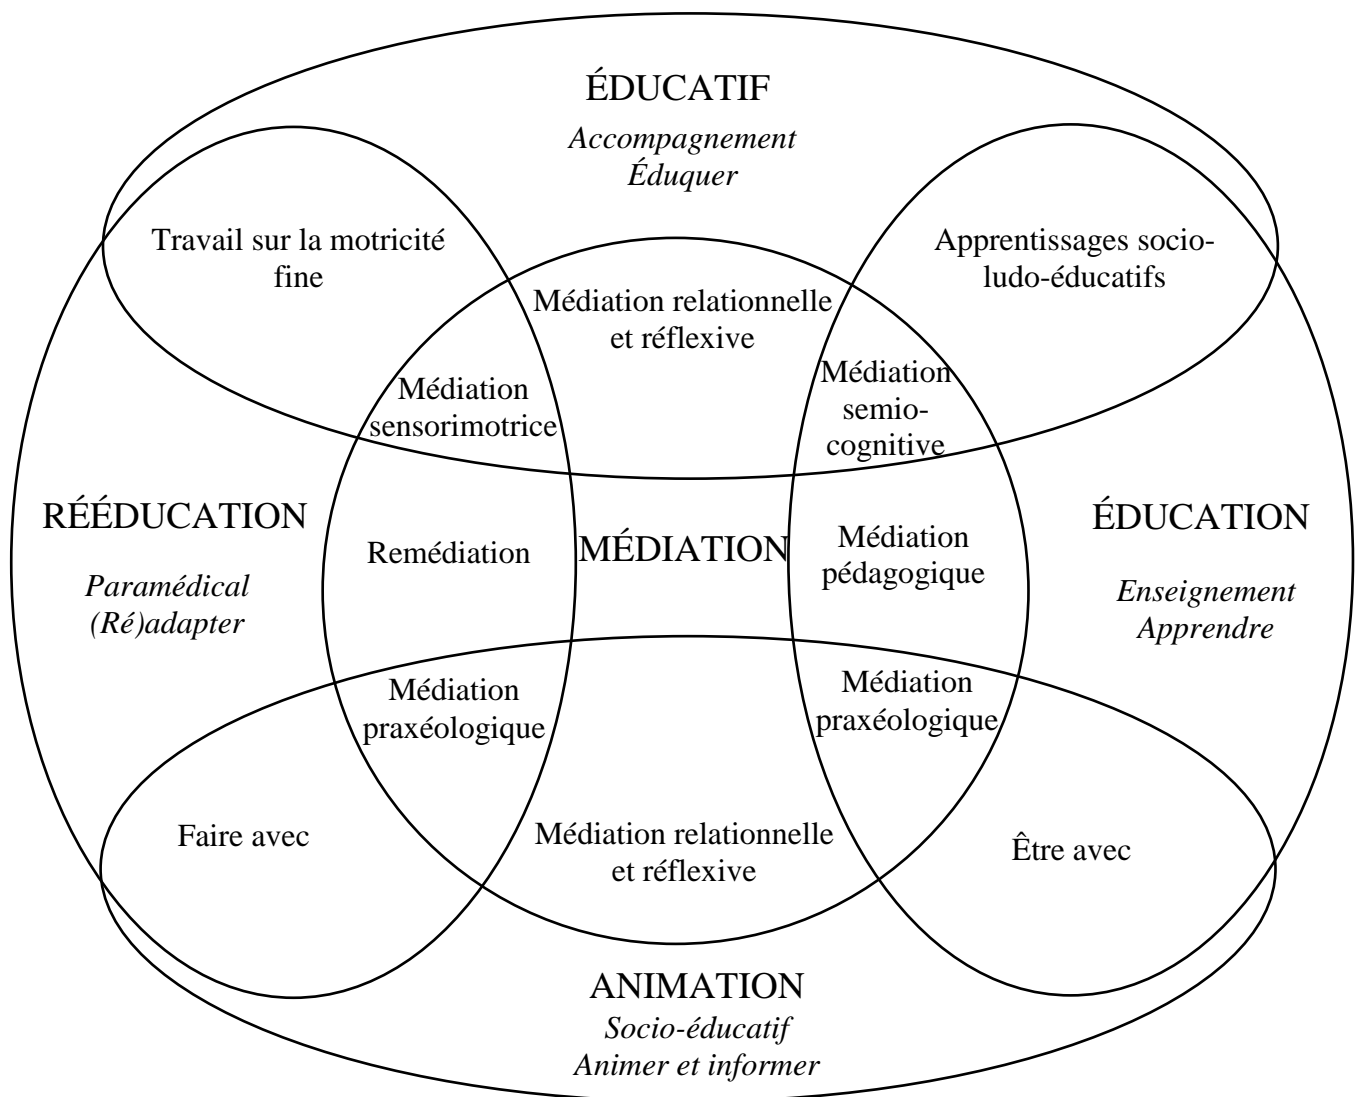 ÉDUCATIF
Accompagnement
Éduquer
Travail sur la motricité
fine
Apprentissages socio-
ludo-éducatifs
Médiation relationnelle
et réflexive
Médiation
sensorimotrice
Médiation
semio-
cognitive
RÉÉDUCATION
Paramédical
(Ré)adapter
Remédiation
MÉDIATION
Médiation
pédagogique
ÉDUCATION
Enseignement
Apprendre
Médiation
praxéologique
Médiation
praxéologique
Faire avec
Médiation relationnelle
et réflexive
Être avec
ANIMATION
Socio-éducatif
Animer et informer